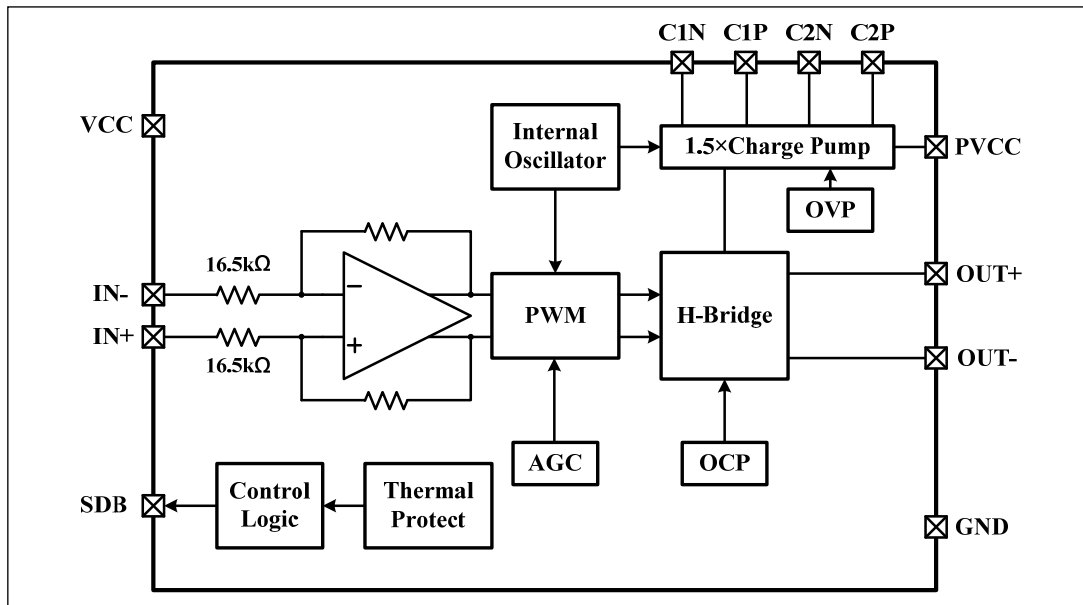 C1N C1P C2N C2P
VCC
Internal
Oscillator
1.5×Charge Pump
PVCC
OVP
16.5kΩ
IN-
IN+
16.5kΩ
−
+
PWM
H-Bridge
OUT+
OUT-
AGC
OCP
SDB
Control
Logic
Thermal
Protect
GND